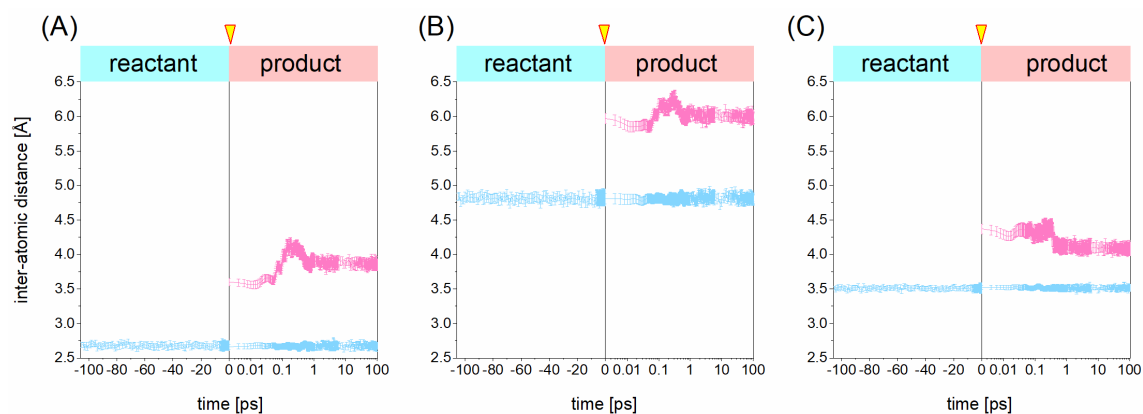 (A) (B) (C)
reactant product reactant product reactant product
6.5 6.5 6.5
6.0 6.0 6.0
5.5 5.5 5.5
5.0 5.0 5.0
4.5 4.5 4.5
4.0 4.0 4.0
3.5 3.5 3.5
3.0 3.0 3.0
2.5 2.5 2.5
inter-atomic distance [Å]
-100 -80 -60 -40 -20 0 0.01 0.1 1 10 100 -100 -80 -60 -40 -20 0 0.01 0.1 1 10 100 -100 -80 -60 -40 -20 0 0.01 0.1 1 10 100
time [ps] time [ps] time [ps]